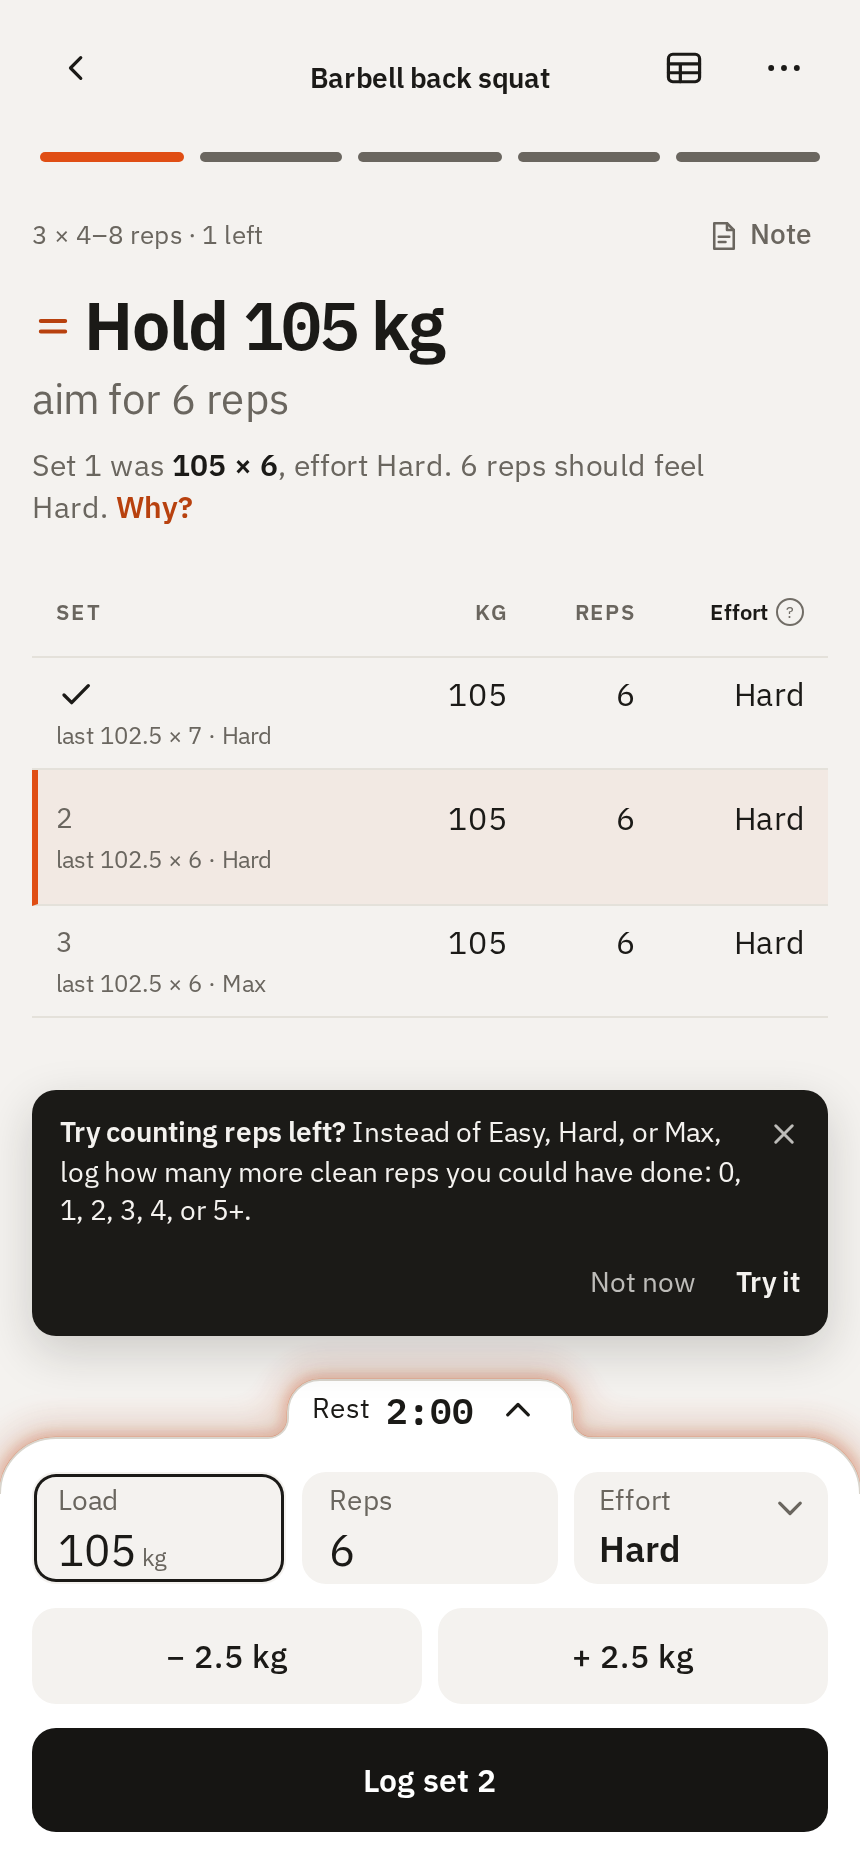 Barbell back squat
3 × 4–8 reps · 1 left
Note
= Hold 105 kg
aim for 6 reps
Set 1 was 105 × 6, effort Hard. 6 reps should feel
Hard. Why?
SET KG REPS Effort ?
105 6 Hard
last 102.5 × 7 · Hard
2 105 6 Hard
last 102.5 × 6 · Hard
3 105 6 Hard
last 102.5 × 6 · Max
Try counting reps left? Instead of Easy, Hard, or Max,
log how many more clean reps you could have done: 0,
1, 2, 3, 4, or 5+.
Not now Try it
Rest 2:00
Load Reps Effort
105 kg 6 Hard
− 2.5 kg + 2.5 kg
Log set 2